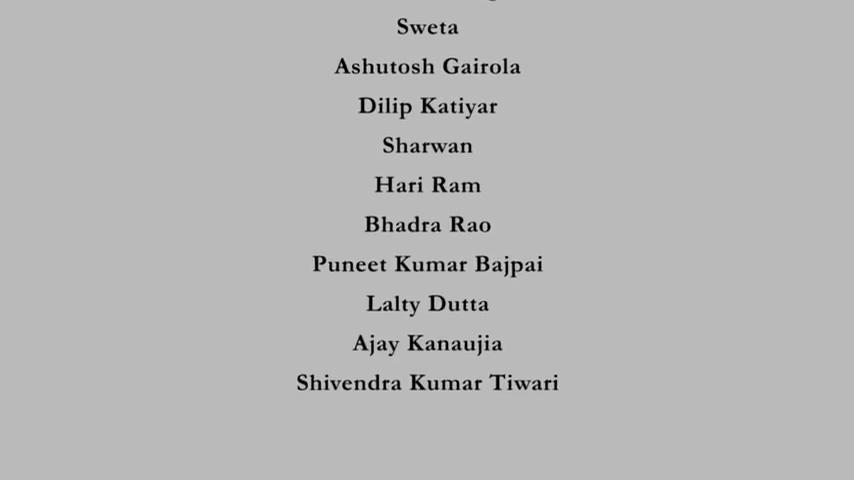 Sweta
Ashutosh Gairola
Dilip Katiyar
Sharwan
Hari Ram
Bhadra Rao
Puneet Kumar Bajpai
Lalty Dutta
Ajay Kanaujia
Shivendra Kumar Tiwari